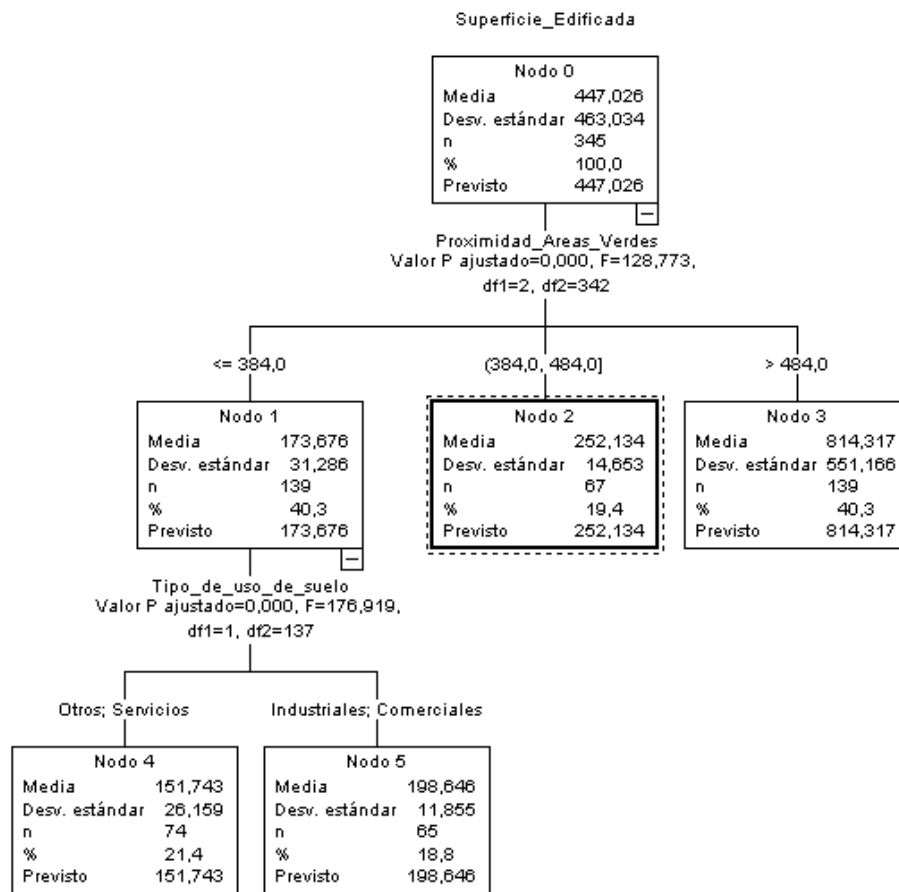 Superficie_Edificada
Nodo 0
Media 447,026
Desv. estándar 463,034
n 345
% 100,0
Previsto 447,026
Proximidad_Areas_Verdes
Valor P ajustado=0,000, F=128,773,
df1=2, df2=342
<= 384,0
(384,0, 484,0]
> 484,0
Nodo 1
Media 173,676
Desv. estándar 31,286
n 139
% 40,3
Previsto 173,676
Nodo 2
Media 252,134
Desv. estándar 14,653
n 67
% 19,4
Previsto 252,134
Nodo 3
Media 814,317
Desv. estándar 551,166
n 139
% 40,3
Previsto 814,317
Tipo_de_uso_de_suelo
Valor P ajustado=0,000, F=176,919,
df1=1, df2=137
Otros; Servicios
Industriales; Comerciales
Nodo 4
Media 151,743
Desv. estándar 26,159
n 74
% 21,4
Previsto 151,743
Nodo 5
Media 198,646
Desv. estándar 11,855
n 65
% 18,8
Previsto 198,646